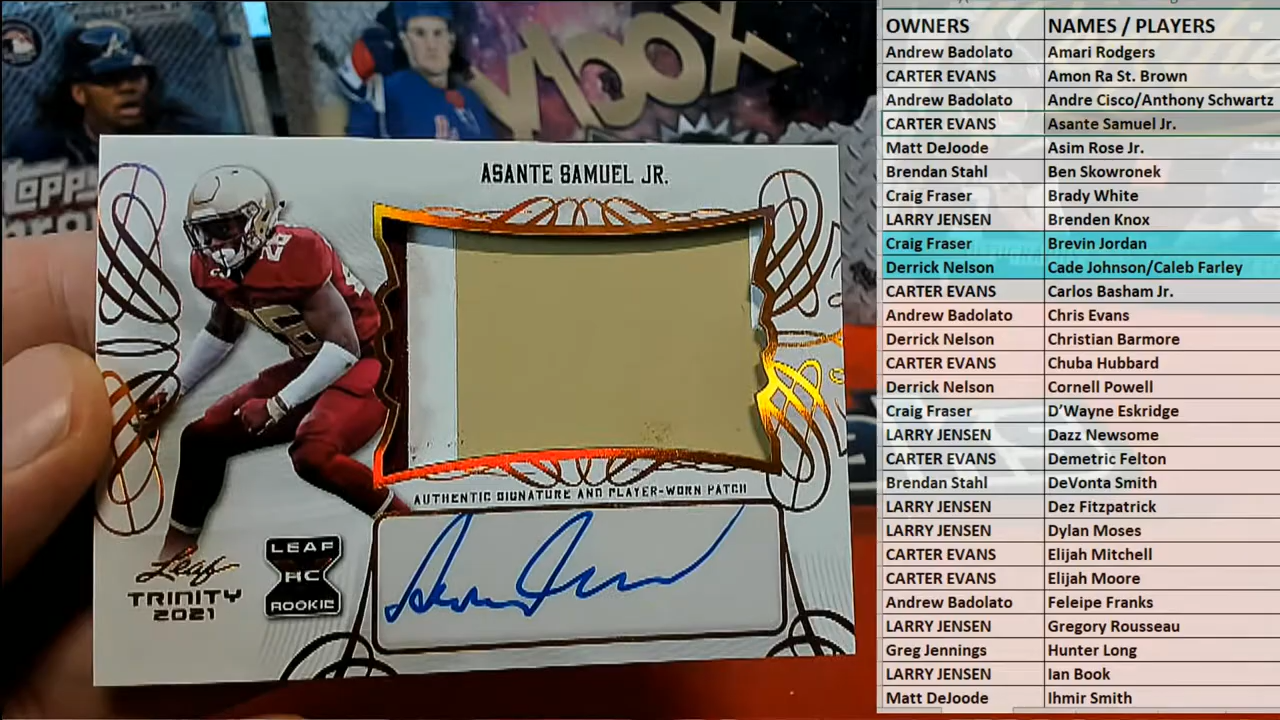 Topps
V1BOX
ASANTE SAMUEL JR.
28
AUTHENTIC SIGNATURE AND PLAYER-WORN PATCH
Leaf
TRINITY
2021
LEAF
RC
ROOKIE
OWNERS NAMES / PLAYERS
Andrew Badolato Amari Rodgers
CARTER EVANS Amon Ra St. Brown
Andrew Badolato Andre Cisco/Anthony Schwartz
CARTER EVANS Asante Samuel Jr.
Matt DeJoode Asim Rose Jr.
Brendan Stahl Ben Skowronek
Craig Fraser Brady White
LARRY JENSEN Brenden Knox
Craig Fraser Brevin Jordan
Derrick Nelson Cade Johnson/Caleb Farley
CARTER EVANS Carlos Basham Jr.
Andrew Badolato Chris Evans
Derrick Nelson Christian Barmore
CARTER EVANS Chuba Hubbard
Derrick Nelson Cornell Powell
Craig Fraser D'Wayne Eskridge
LARRY JENSEN Dazz Newsome
CARTER EVANS Demetric Felton
Brendan Stahl DeVonta Smith
LARRY JENSEN Dez Fitzpatrick
LARRY JENSEN Dylan Moses
CARTER EVANS Elijah Mitchell
CARTER EVANS Elijah Moore
Andrew Badolato Feleipe Franks
LARRY JENSEN Gregory Rousseau
Greg Jennings Hunter Long
LARRY JENSEN Ian Book
Matt DeJoode Ihmir Smith